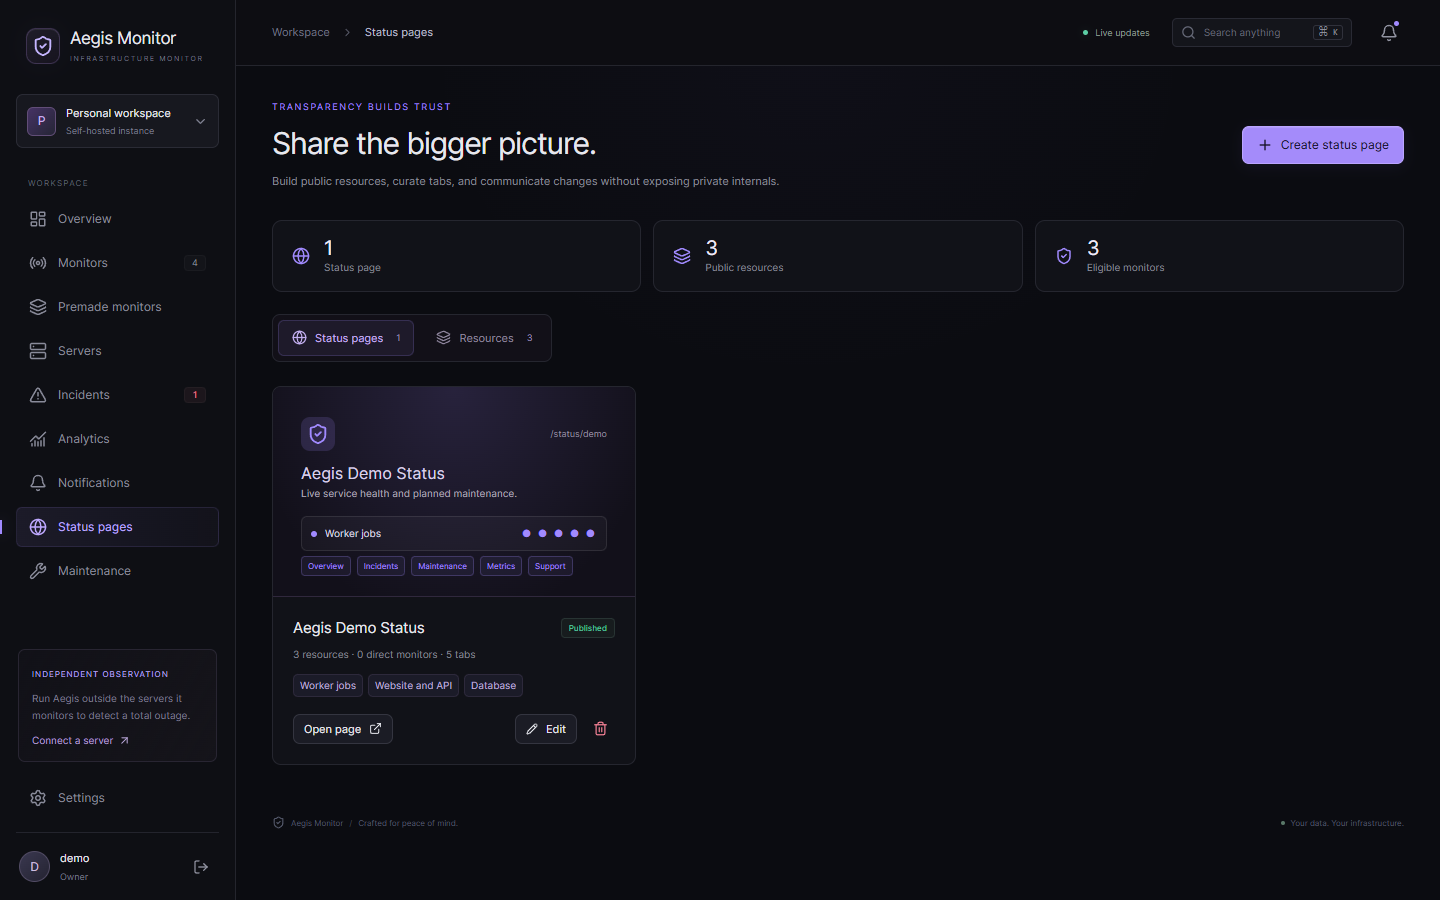 Aegis Monitor
INFRASTRUCTURE MONITOR
P
Personal workspace
Self-hosted instance
WORKSPACE
Overview
Monitors 4
Premade monitors
Servers
Incidents 1
Analytics
Notifications
Status pages
Maintenance
INDEPENDENT OBSERVATION
Run Aegis outside the servers it
monitors to detect a total outage.
Connect a server
Settings
D
demo
Owner
Workspace > Status pages
Live updates
Search anything ⌘ K
TRANSPARENCY BUILDS TRUST
Share the bigger picture.
Build public resources, curate tabs, and communicate changes without exposing private internals.
Create status page
1
Status page
3
Public resources
3
Eligible monitors
Status pages 1
Resources 3
/status/demo
Aegis Demo Status
Live service health and planned maintenance.
Worker jobs
Overview Incidents Maintenance Metrics Support
Aegis Demo Status Published
3 resources · 0 direct monitors · 5 tabs
Worker jobs Website and API Database
Open page Edit
Aegis Monitor / Crafted for peace of mind.
Your data. Your infrastructure.